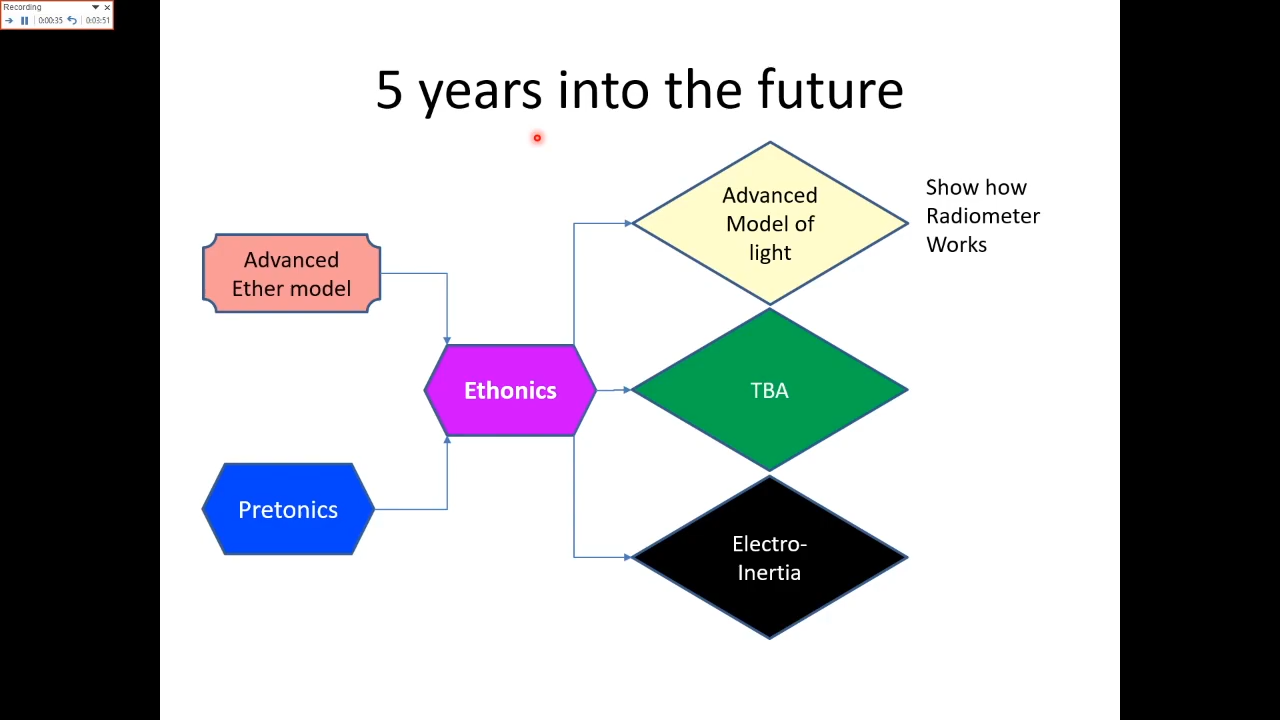 Recording
0:00:35
0:03:51
5 years into the future
Advanced
Model of
light
Show how
Radiometer
Works
Advanced
Ether model
Ethonics
TBA
Pretonics
Electro-
Inertia